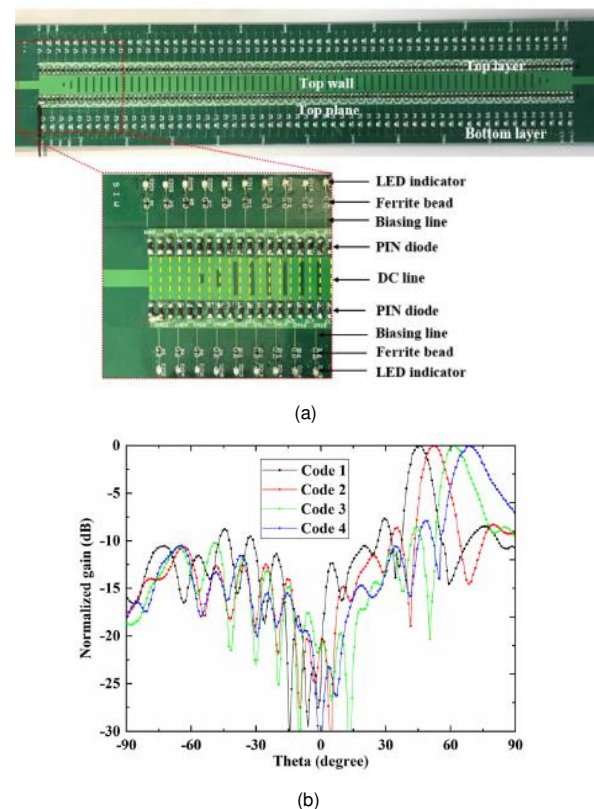 Top layer
Top wall
Top plane
Bottom layer
LED indicator
Ferrite bead
Biasing line
PIN diode
DC line
PIN diode
Biasing line
Ferrite bead
LED indicator
(a)
0
-5
-10
-15
-20
-25
-30
Normalized gain (dB)
Code 1
Code 2
Code 3
Code 4
-90 -60 -30 0 30 60 90
Theta (degree)
(b)